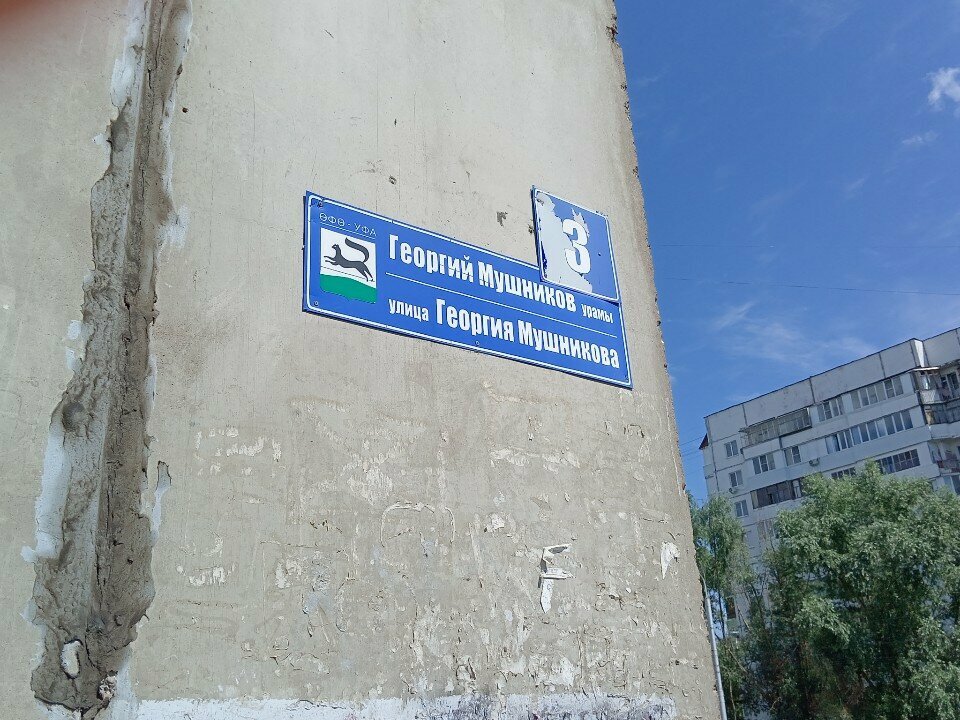 ӨФӨ - УФА
Георгий Мушников урамы
улица Георгия Мушникова
3